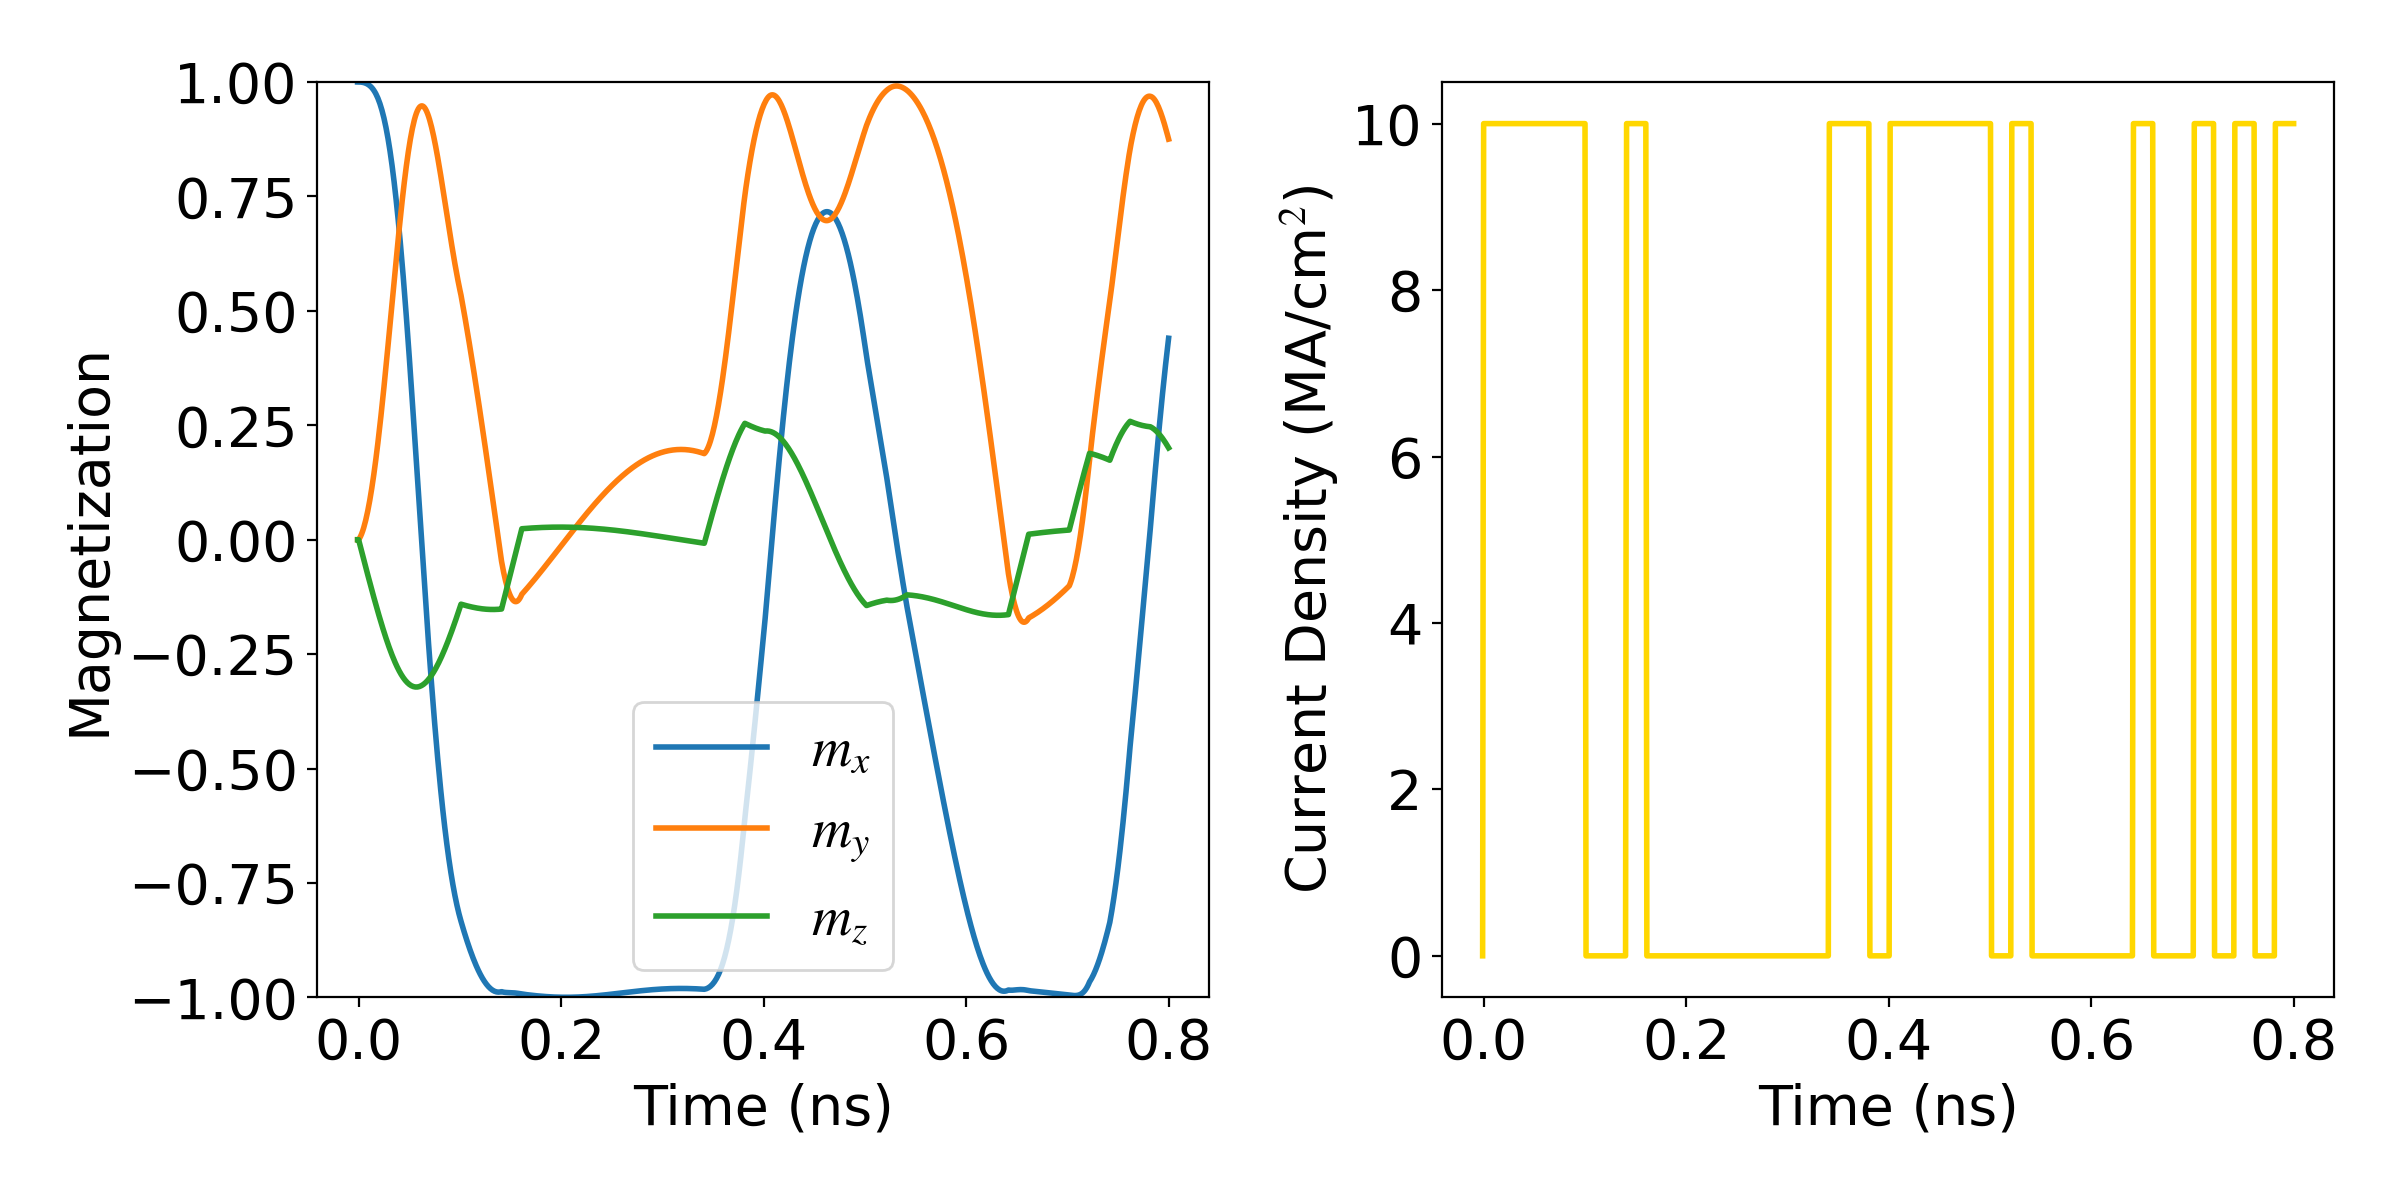 Magnetization
1.00
0.75
0.50
0.25
0.00
−0.25
−0.50
−0.75
−1.00
0.0 0.2 0.4 0.6 0.8
Time (ns)
m_x
m_y
m_z
Current Density (MA/cm²)
10
8
6
4
2
0
0.0 0.2 0.4 0.6 0.8
Time (ns)